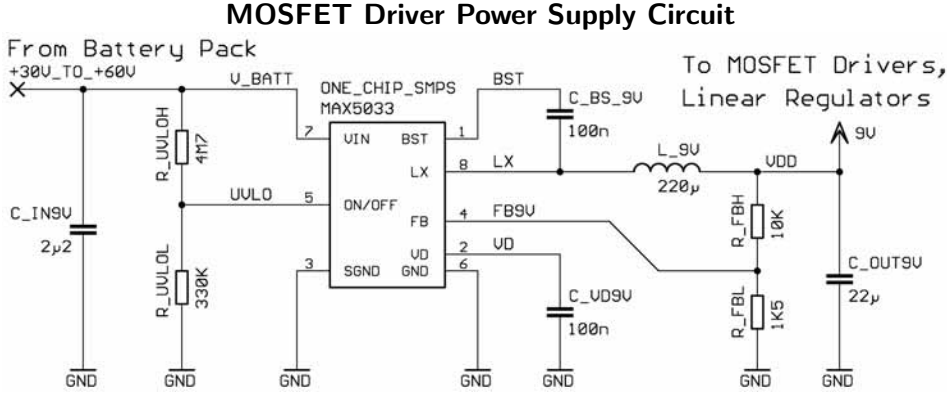 MOSFET Driver Power Supply Circuit
From Battery Pack
+30V_TO_+60V
V_BATT
ONE_CHIP_SMPS
MAX5033
BST
C_BS_9V
100n
To MOSFET Drivers,
Linear Regulators
9V
R_UVLOH
4M7
7
VIN
BST
1
LX
8
LX
L_9V
220µ
VDD
UVLO
5
ON/OFF
FB
4
FB9V
R_FBH
10K
C_IN9V
2µ2
R_UVLOL
330K
3
SGND
VD
2
VD
GND
6
C_VD9V
100n
R_FBL
1K5
C_OUT9V
22µ
GND
GND
GND
GND
GND
GND
GND